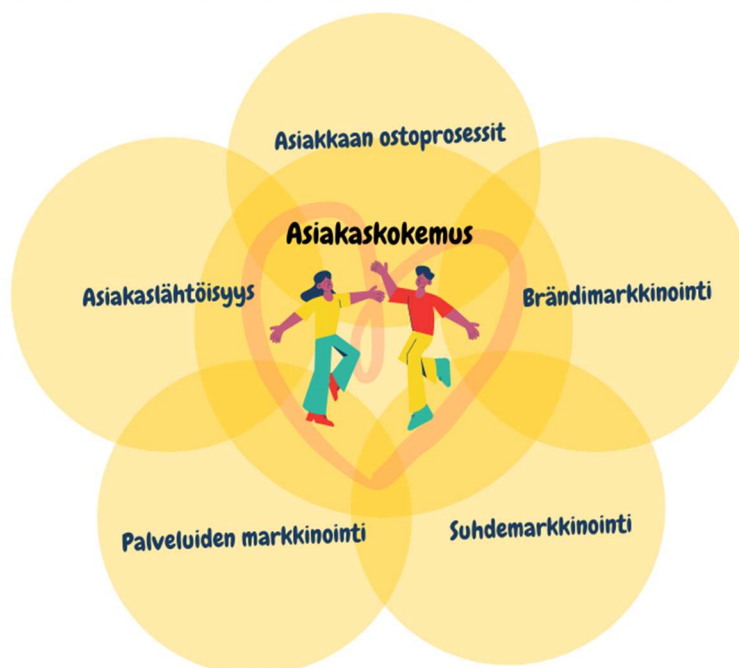 Asiakkaan ostoprosessit
Asiakaskokemus
Asiakaslähtöisyys
Brändimarkkinointi
Palveluiden markkinointi
Suhdemarkkinointi